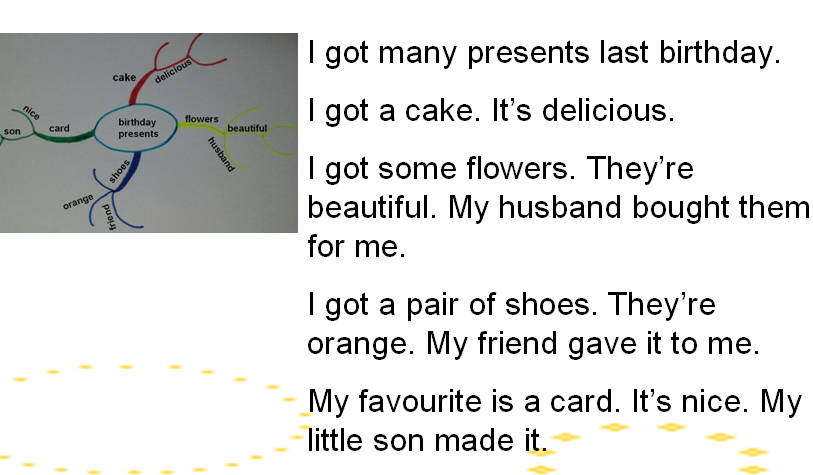 cake
delicious
nice
son
card
birthday
presents
flowers
beautiful
husband
shoes
orange
friend
I got many presents last birthday.
I got a cake. It’s delicious.
I got some flowers. They’re
beautiful. My husband bought them
for me.
I got a pair of shoes. They’re
orange. My friend gave it to me.
My favourite is a card. It’s nice. My
little son made it.